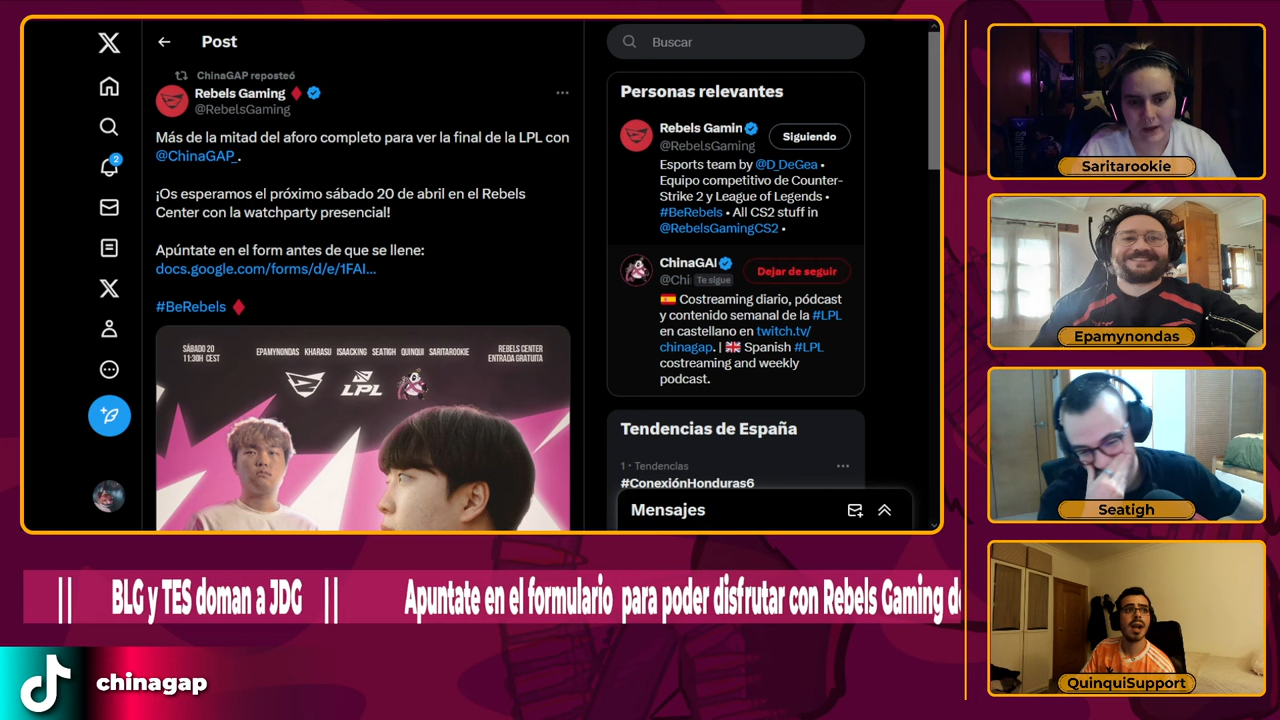 Post
ChinaGAP reposteó
Rebels Gaming
@RebelsGaming
Más de la mitad del aforo completo para ver la final de la LPL con
@ChinaGAP_.
¡Os esperamos el próximo sábado 20 de abril en el Rebels
Center con la watchparty presencial!
Apúntate en el form antes de que se llene:
docs.google.com/forms/d/e/1FAI...
#BeRebels
SÁBADO 20
11:30H CEST
EPAMYNONDAS KHARASU ISAACKING SEATIGH QUINQUI SARITAROOKIE
REBELS CENTER
ENTRADA GRATUITA
LPL
Buscar
Personas relevantes
Rebels Gamin
@RebelsGaming
Siguiendo
Esports team by @D_DeGea •
Equipo competitivo de Counter-
Strike 2 y League of Legends •
#BeRebels • All CS2 stuff in
@RebelsGamingCS2 •
ChinaGAI
@Chi
Te sigue
Dejar de seguir
Costreaming diario, pódcast
y contenido semanal de la #LPL
en castellano en twitch.tv/
chinagap. | Spanish #LPL
costreaming and weekly
podcast.
Tendencias de España
1 · Tendencias
#ConexiónHonduras6
Mensajes
2
Saritarookie
Epamynondas
Seatigh
QuinquiSupport
|| BLG y TES doman a JDG || Apuntate en el formulario para poder disfrutar con Rebels Gaming de
chinagap